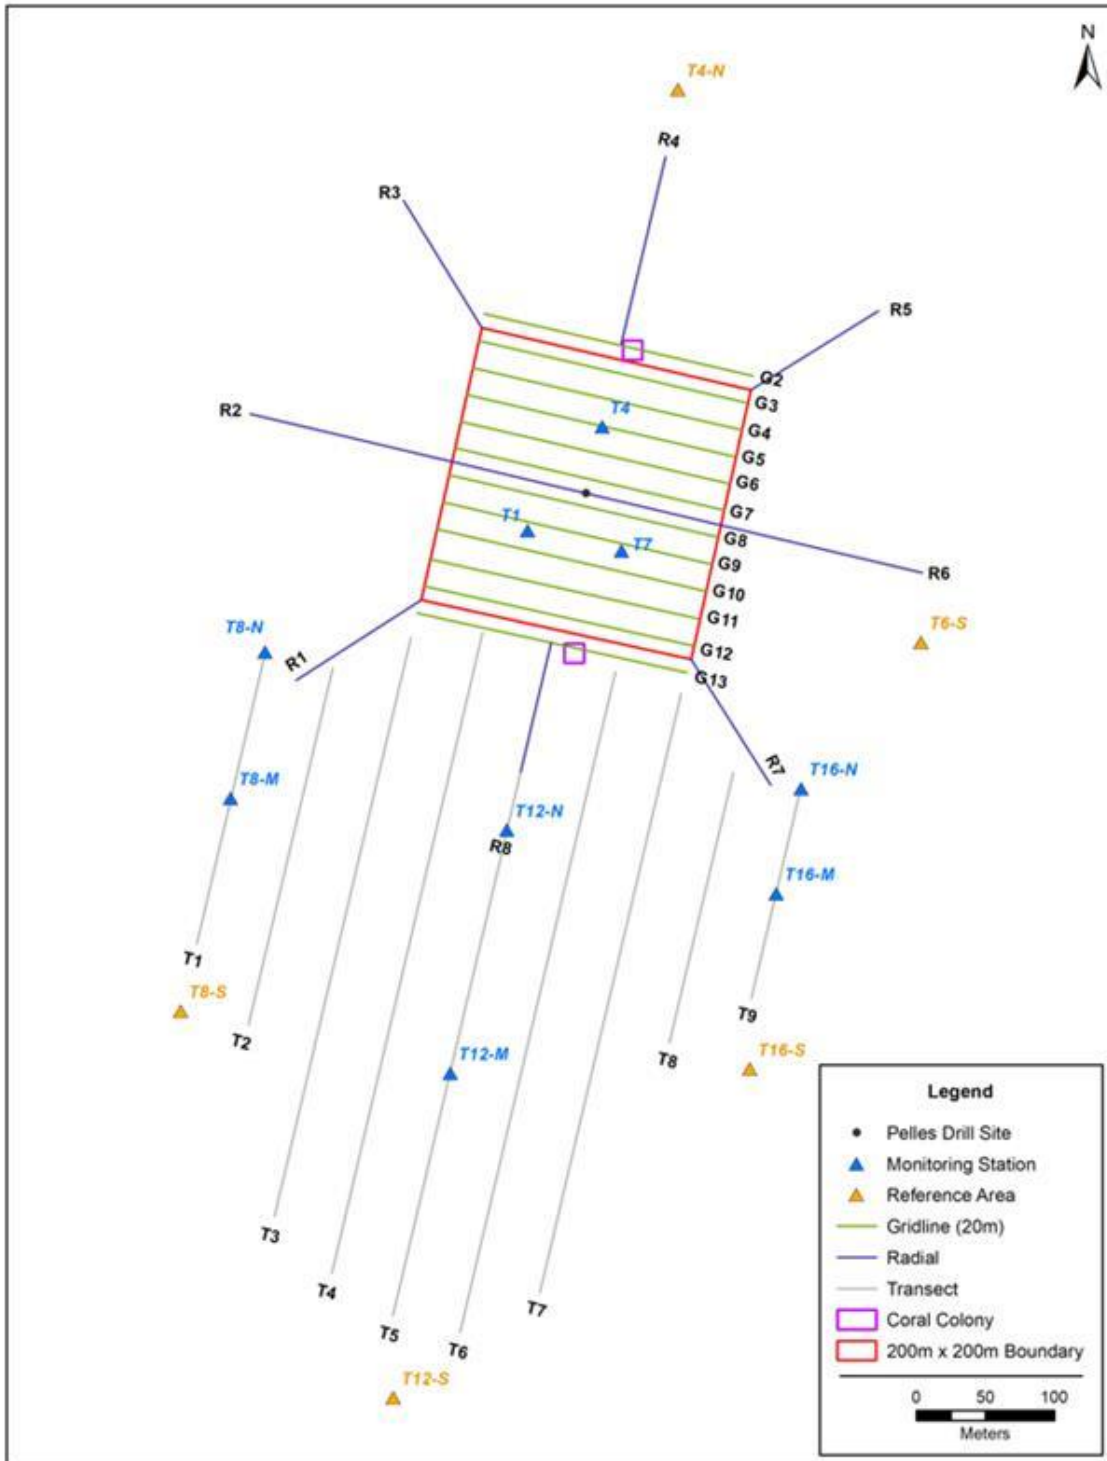 N
T4-N
R4
R3
R5
G2
G3
T4
R2
G4
G5
G6
G7
T1
T7
G8
G9
R6
G10
G11
T8-N
T6-S
G12
R1
G13
R7
T16-N
T8-M
T12-N
R8
T16-M
T1
T8-S
T9
T2
T12-M
T8
T16-S
Legend
Pelles Drill Site
Monitoring Station
Reference Area
Gridline (20m)
T3
Radial
T4
Transect
T7
Coral Colony
T5
T6
200m x 200m Boundary
T12-S
0 50 100
Meters